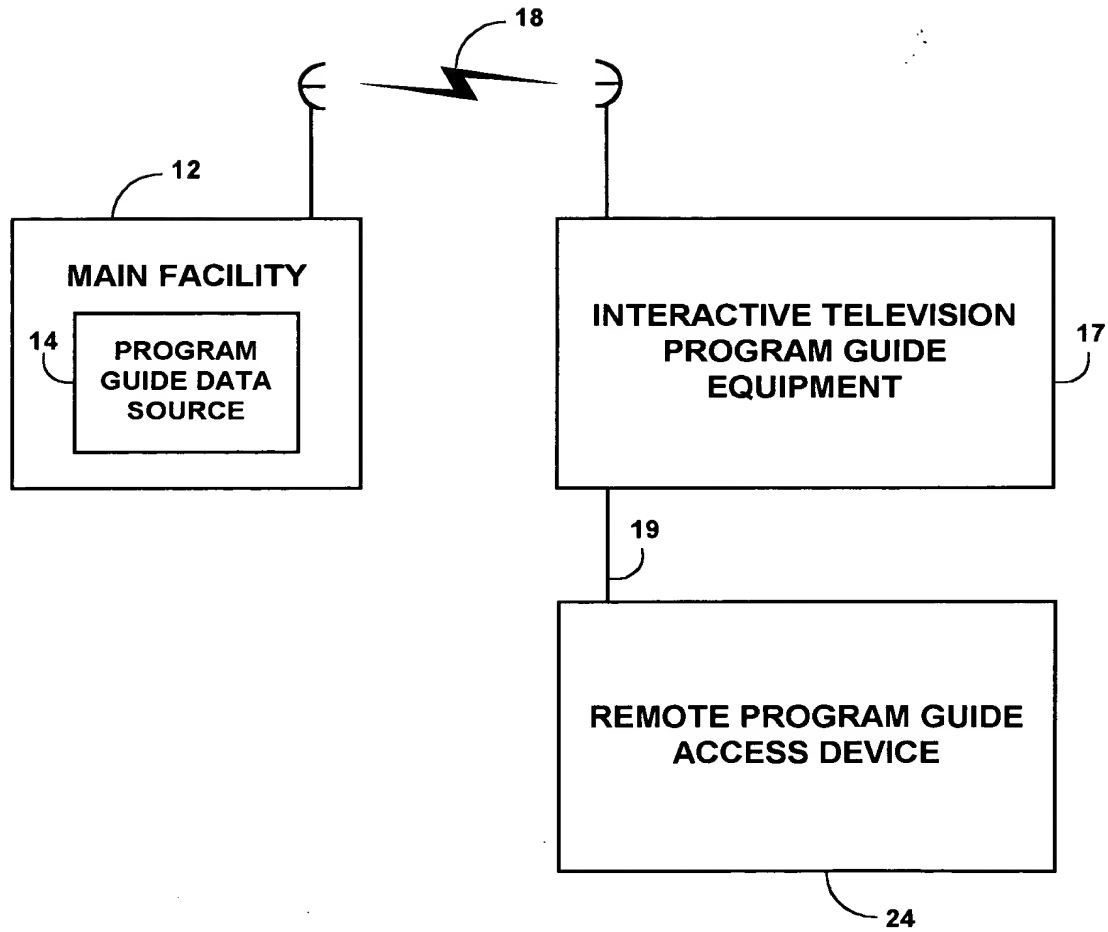 18
12
MAIN FACILITY
14
PROGRAM
GUIDE DATA
SOURCE
INTERACTIVE TELEVISION
PROGRAM GUIDE
EQUIPMENT
17
19
REMOTE PROGRAM GUIDE
ACCESS DEVICE
24